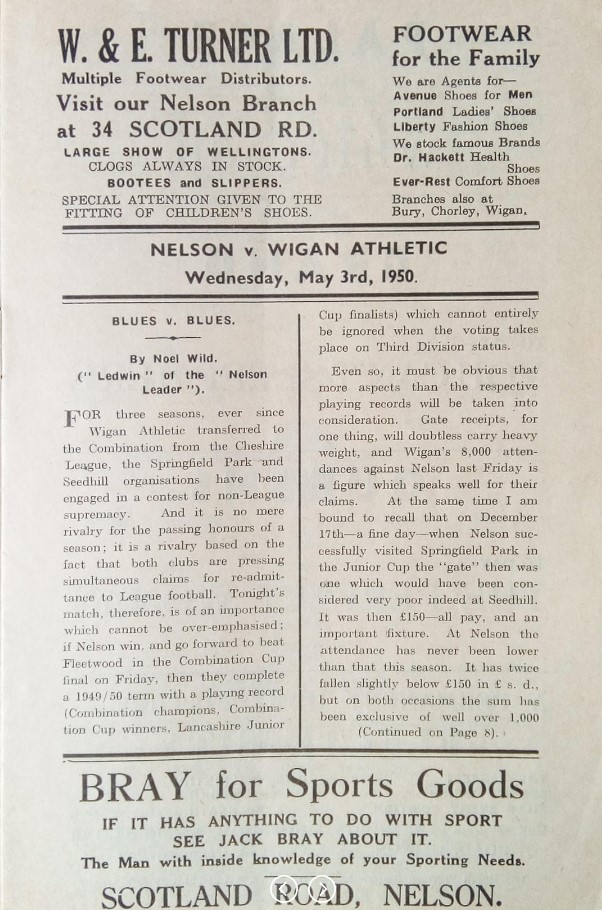 W. & E. TURNER LTD.
Multiple Footwear Distributors.
Visit our Nelson Branch
at 34 SCOTLAND RD.
LARGE SHOW OF WELLINGTONS.
CLOGS ALWAYS IN STOCK.
BOOTEES and SLIPPERS.
SPECIAL ATTENTION GIVEN TO THE
FITTING OF CHILDREN'S SHOES.
FOOTWEAR
for the Family
We are Agents for—
Avenue Shoes for Men
Portland Ladies' Shoes
Liberty Fashion Shoes
We stock famous Brands
Dr. Hackett Health
Shoes
Ever-Rest Comfort Shoes
Branches also at
Bury, Chorley, Wigan.
NELSON v. WIGAN ATHLETIC
Wednesday, May 3rd, 1950.
BLUES v. BLUES.
By Noel Wild.
(" Ledwin " of the " Nelson
Leader ").
FOR three seasons, ever since
Wigan Athletic transferred to
the Combination from the Cheshire
League, the Springfield Park and
Seedhill organisations have been
engaged in a contest for non-League
supremacy. And it is no mere
rivalry for the passing honours of a
season; it is a rivalry based on the
fact that both clubs are pressing
simultaneous claims for re-admit-
tance to League football. Tonight's
match, therefore, is of an importance
which cannot be over-emphasised;
if Nelson win, and go forward to beat
Fleetwood in the Combination Cup
final on Friday, then they complete
a 1949/50 term with a playing record
(Combination champions, Combina-
tion Cup winners, Lancashire Junior
Cup finalists) which cannot entirely
be ignored when the voting takes
place on Third Division status.
Even so, it must be obvious that
more aspects than the respective
playing records will be taken into
consideration. Gate receipts, for
one thing, will doubtless carry heavy
weight, and Wigan's 8,000 atten-
dances against Nelson last Friday is
a figure which speaks well for their
claims. At the same time I am
bound to recall that on December
17th—a fine day—when Nelson suc-
cessfully visited Springfield Park in
the Junior Cup the "gate" then was
one which would have been con-
sidered very poor indeed at Seedhill.
It was then £150—all pay, and an
important fixture. At Nelson the
attendance has never been lower
than that this season. It has twice
fallen slightly below £150 in £ s. d.,
but on both occasions the sum has
been exclusive of well over 1,000
(Continued on Page 8).
BRAY for Sports Goods
IF IT HAS ANYTHING TO DO WITH SPORT
SEE JACK BRAY ABOUT IT.
The Man with inside knowledge of your Sporting Needs.
SCOTLAND ROAD, NELSON.